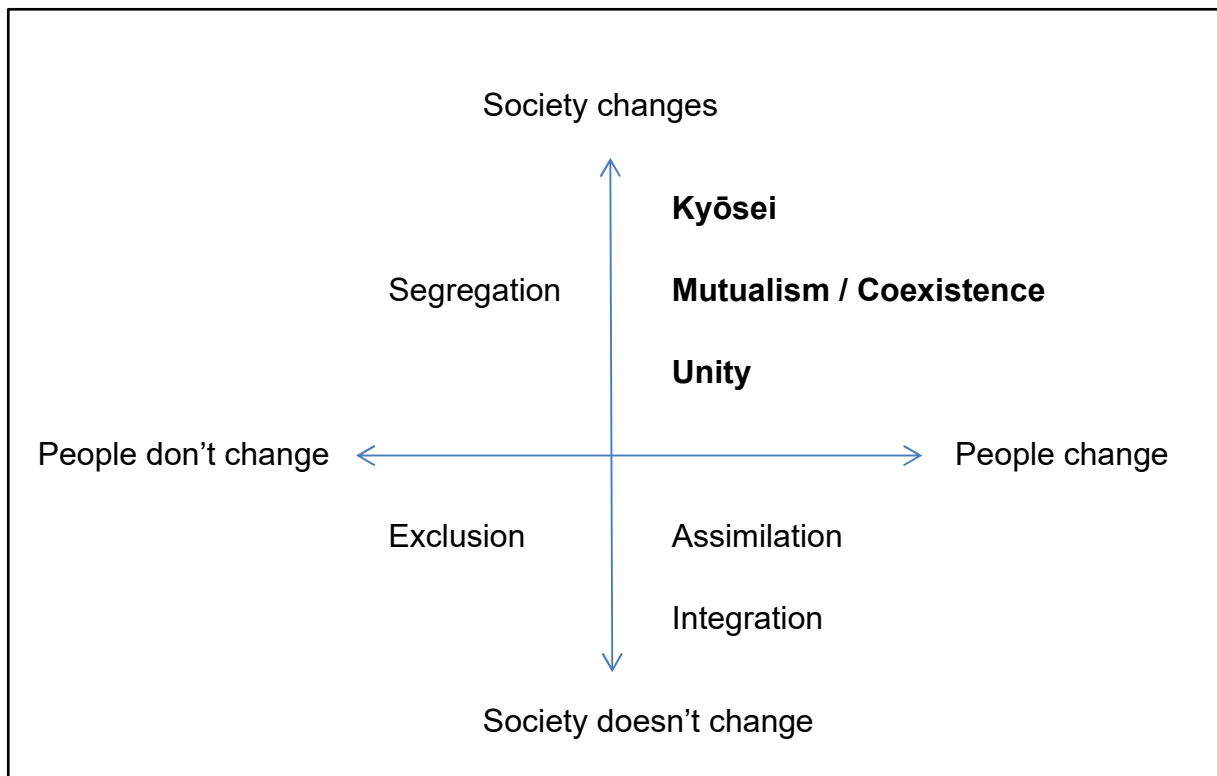 Society changes
Kyōsei
Segregation
Mutualism / Coexistence
Unity
People don’t change
People change
Exclusion
Assimilation
Integration
Society doesn’t change